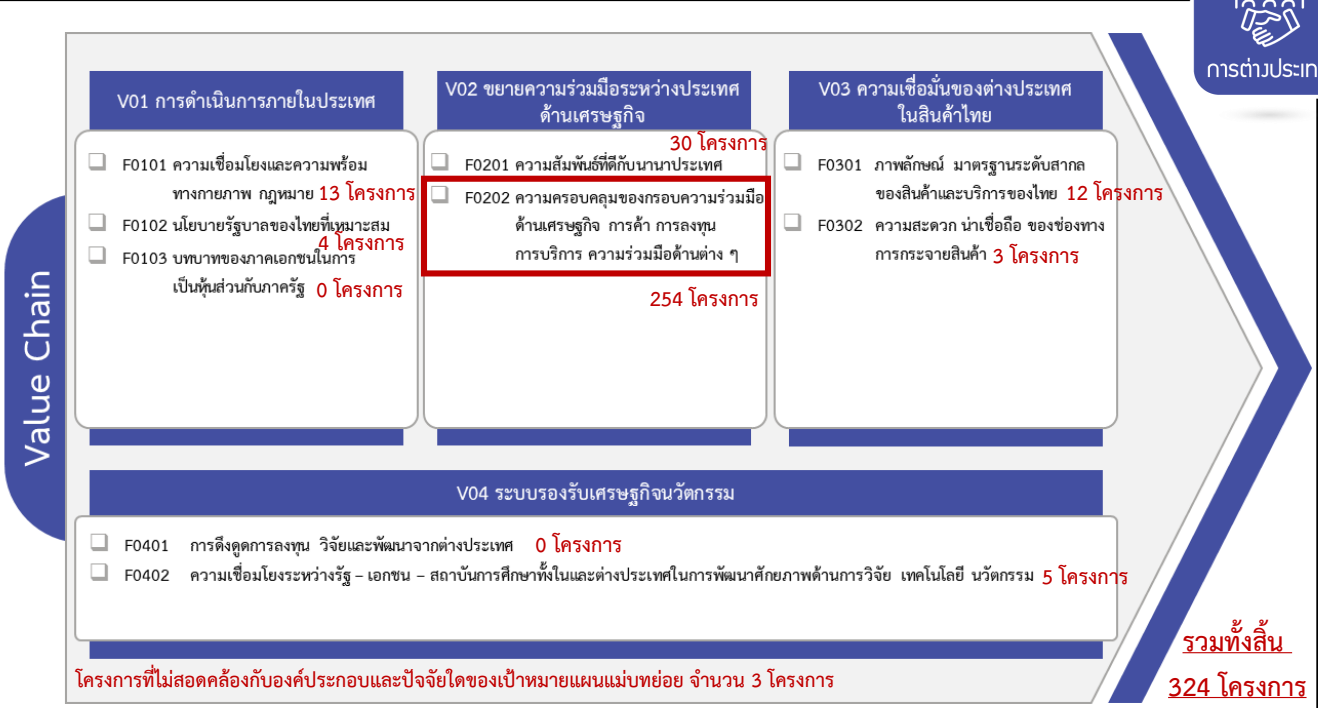 การต่างประเท
V01 การดำเนินการภายในประเทศ
F0101 ความเชื่อมโยงและความพร้อม
ทางกายภาพ กฎหมาย 13 โครงการ
F0102 นโยบายรัฐบาลของไทยที่เหมาะสม
4 โครงการ
F0103 บทบาทของภาคเอกชนในการ
เป็นหุ้นส่วนกับภาครัฐ 0 โครงการ
V02 ขยายความร่วมมือระหว่างประเทศ
ด้านเศรษฐกิจ
30 โครงการ
F0201 ความสัมพันธ์ที่ดีกับนานาประเทศ
F0202 ความครอบคลุมของกรอบความร่วมมือ
ด้านเศรษฐกิจ การค้า การลงทุน
การบริการ ความร่วมมือด้านต่าง ๆ
254 โครงการ
V03 ความเชื่อมั่นของต่างประเทศ
ในสินค้าไทย
F0301 ภาพลักษณ์ มาตรฐานระดับสากล
ของสินค้าและบริการของไทย 12 โครงการ
F0302 ความสะดวก น่าเชื่อถือ ของช่องทาง
การกระจายสินค้า 3 โครงการ
Value Chain
V04 ระบบรองรับเศรษฐกิจนวัตกรรม
F0401 การดึงดูดการลงทุน วิจัยและพัฒนาจากต่างประเทศ 0 โครงการ
F0402 ความเชื่อมโยงระหว่างรัฐ – เอกชน – สถาบันการศึกษาทั้งในและต่างประเทศในการพัฒนาศักยภาพด้านการวิจัย เทคโนโลยี นวัตกรรม 5 โครงการ
โครงการที่ไม่สอดคล้องกับองค์ประกอบและปัจจัยใดของเป้าหมายแผนแม่บทย่อย จำนวน 3 โครงการ
รวมทั้งสิ้น
324 โครงการ